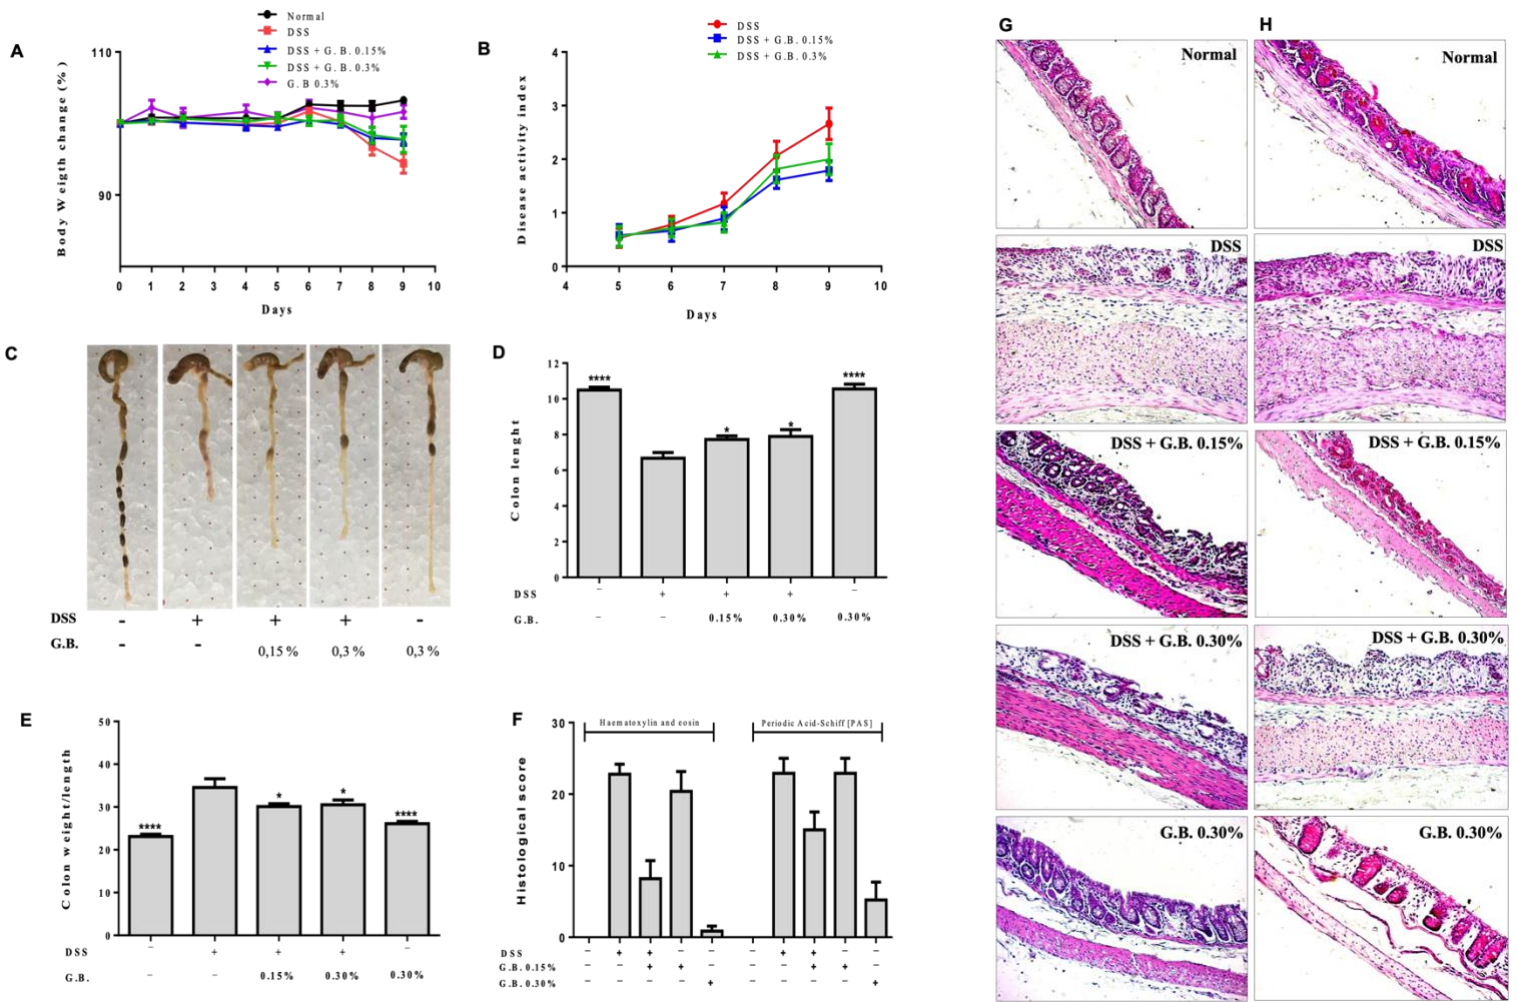 A
Normal
DSS
DSS + G.B. 0.15%
DSS + G.B. 0.3%
G.B 0.3%
110
90
Body Weigth change (%)
0 1 2 3 4 5 6 7 8 9 10
Days
B
DSS
DSS + G.B. 0.15%
DSS + G.B. 0.3%
4
3
2
1
0
Disease activity index
4 5 6 7 8 9 10
Days
C
DSS - + + + -
G.B. - - 0,15% 0,3% 0,3%
D
12
10
8
6
4
2
0
Colon lenght
**** * * ****
DSS − + + + −
G.B. − − 0.15% 0.30% 0.30%
E
50
40
30
20
10
0
Colon weight/length
**** * * ****
DSS − + + + −
G.B. − − 0.15% 0.30% 0.30%
F
Haematoxylin and eosin
Periodic Acid-Schiff [PAS]
30
20
10
0
Histological score
DSS − + + − − − + + − −
G.B. 0.15% − − + + − − − + + −
G.B. 0.30% − − − − + − − − − +
G
Normal
DSS
DSS + G.B. 0.15%
DSS + G.B. 0.30%
G.B. 0.30%
H
Normal
DSS
DSS + G.B. 0.15%
DSS + G.B. 0.30%
G.B. 0.30%